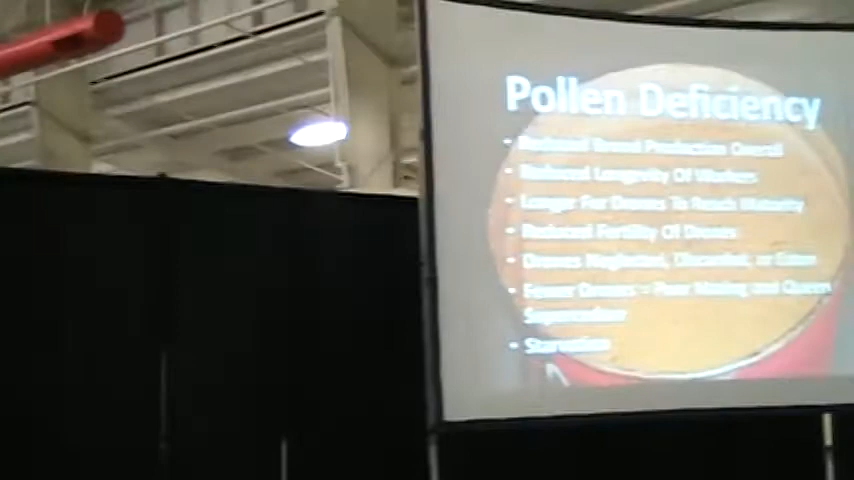 Pollen Deficiency
• Reduced Brood Production Overall
• Reduced Longevity Of Workers
• Longer For Drones To Reach Maturity
• Reduced Fertility Of Drones
• Drones Neglected, Discarded, or Eaten
• Fewer Drones = Poor Mating and Queen
Supersedure
• Starvation